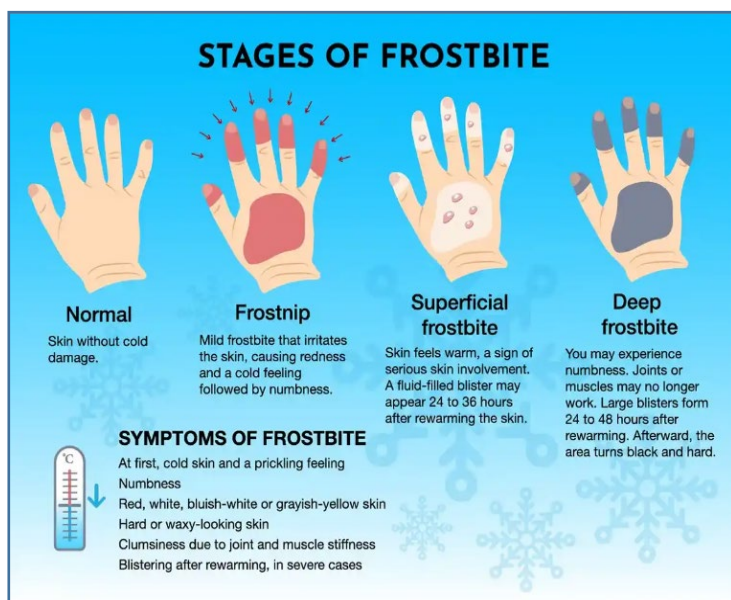 STAGES OF FROSTBITE
Normal
Skin without cold
damage.
Frostnip
Mild frostbite that irritates
the skin, causing redness
and a cold feeling
followed by numbness.
Superficial
frostbite
Skin feels warm, a sign of
serious skin involvement.
A fluid-filled blister may
appear 24 to 36 hours
after rewarming the skin.
Deep
frostbite
You may experience
numbness. Joints or
muscles may no longer
work. Large blisters form
24 to 48 hours after
rewarming. Afterward, the
area turns black and hard.
SYMPTOMS OF FROSTBITE
°C
At first, cold skin and a prickling feeling
Numbness
Red, white, bluish-white or grayish-yellow skin
Hard or waxy-looking skin
Clumsiness due to joint and muscle stiffness
Blistering after rewarming, in severe cases